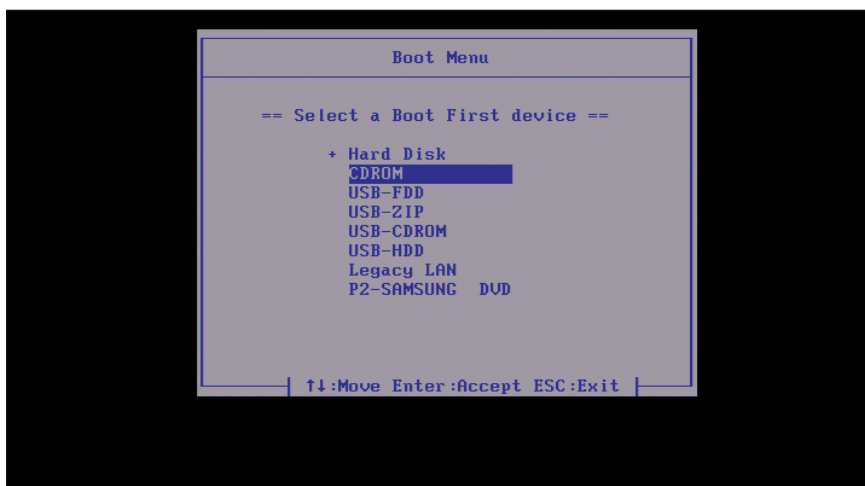 Boot Menu
== Select a Boot First device ==
+ Hard Disk
CDROM
USB-FDD
USB-ZIP
USB-CDROM
USB-HDD
Legacy LAN
P2-SAMSUNG DVD
↑↓:Move Enter:Accept ESC:Exit